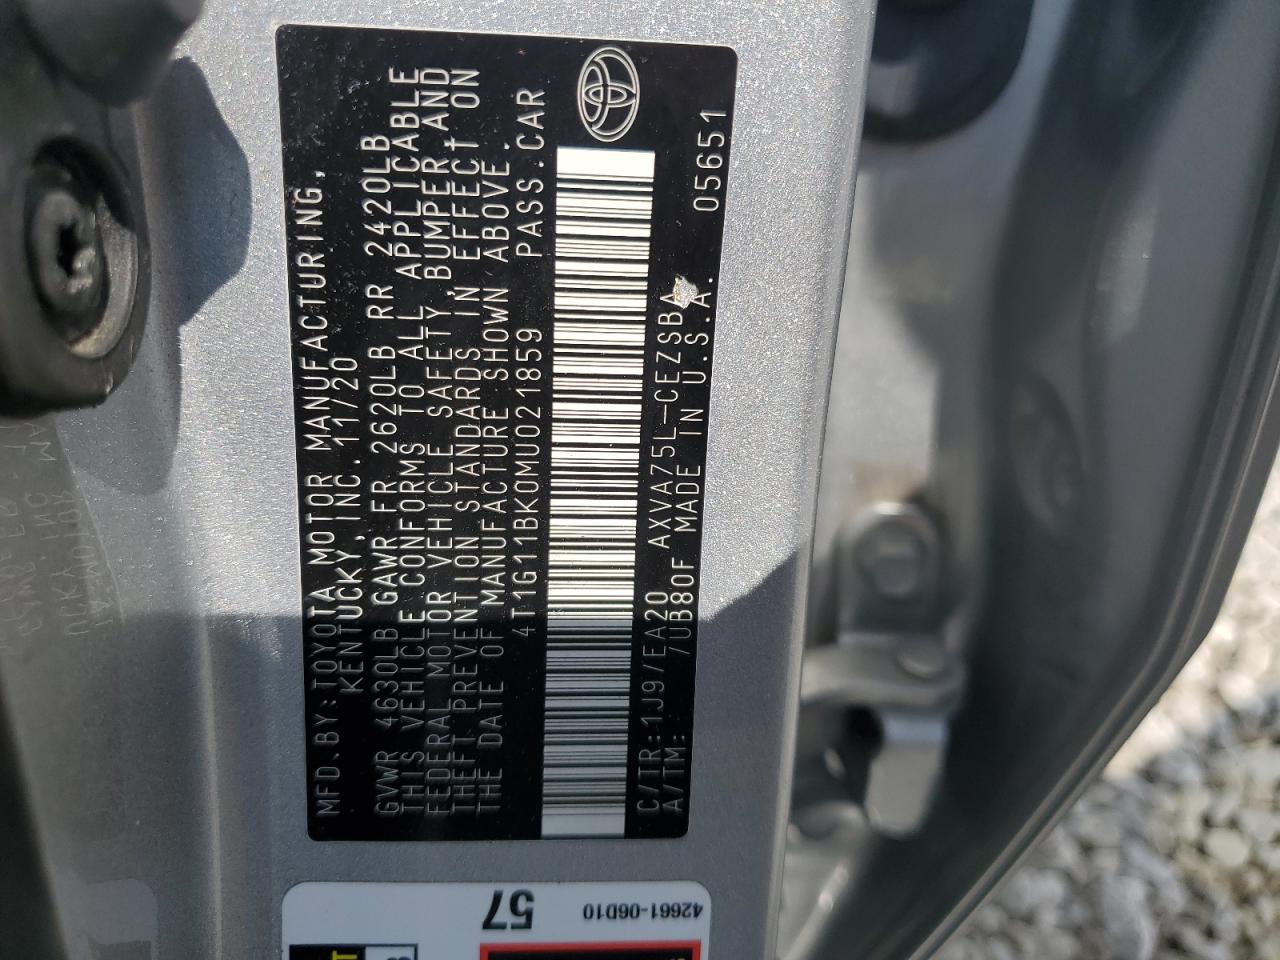 MFD.BY:TOYOTA MOTOR MANUFACTURING,
KENTUCKY,INC. 11/20
GVWR 4630LB GAWR FR 2620LB RR 2420LB
THIS VEHICLE CONFORMS TO ALL APPLICABLE
FEDERAL MOTOR VEHICLE SAFETY, BUMPER, AND
THEFT PREVENTION STANDARDS IN EFFECT ON
THE DATE OF MANUFACTURE SHOWN ABOVE.
4T1G11BK0MU021859 PASS.CAR
C/TR: 1J9/EA20 AXVA75L-CEZSBA
A/TM: /UB80F MADE IN U.S.A. 05651
57
42661-06D10